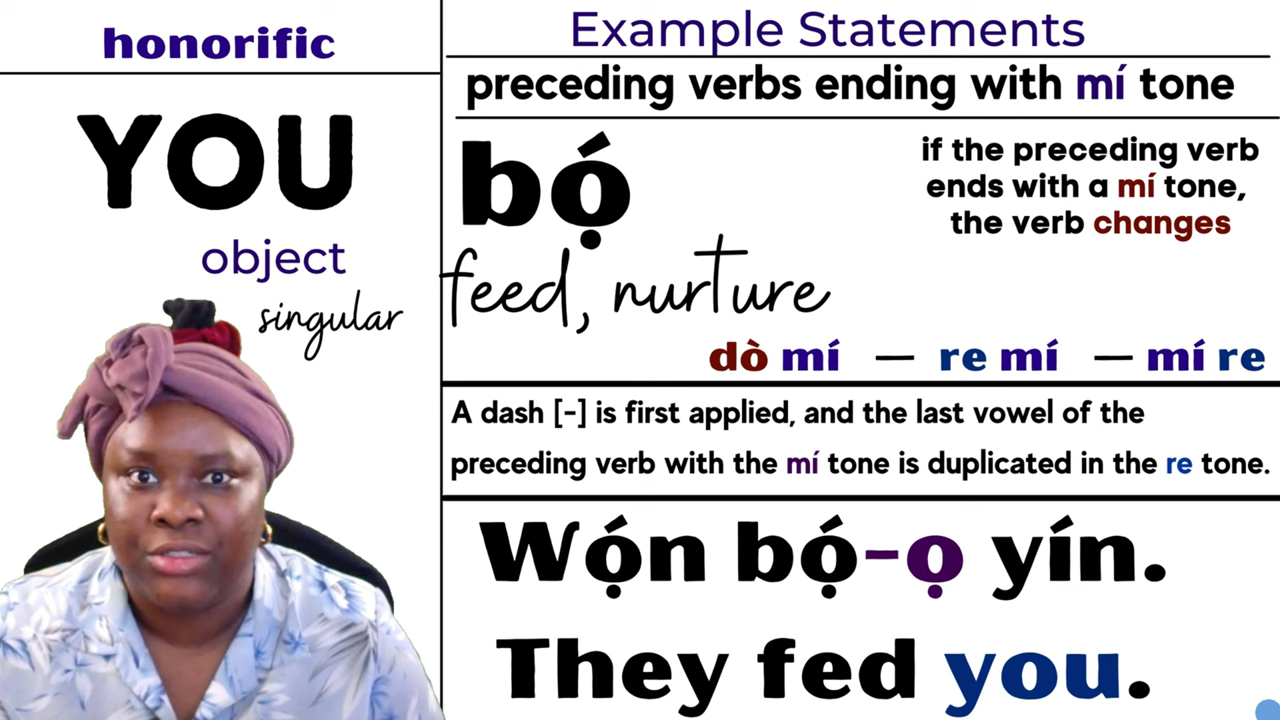 honorific
YOU
object
singular
Example Statements
preceding verbs ending with mí tone
bọ́
feed, nurture
if the preceding verb
ends with a mí tone,
the verb changes
dò mí — re mí — mí re
A dash [-] is first applied, and the last vowel of the
preceding verb with the mí tone is duplicated in the re tone.
Wọ́n bọ́-ọ yín.
They fed you.